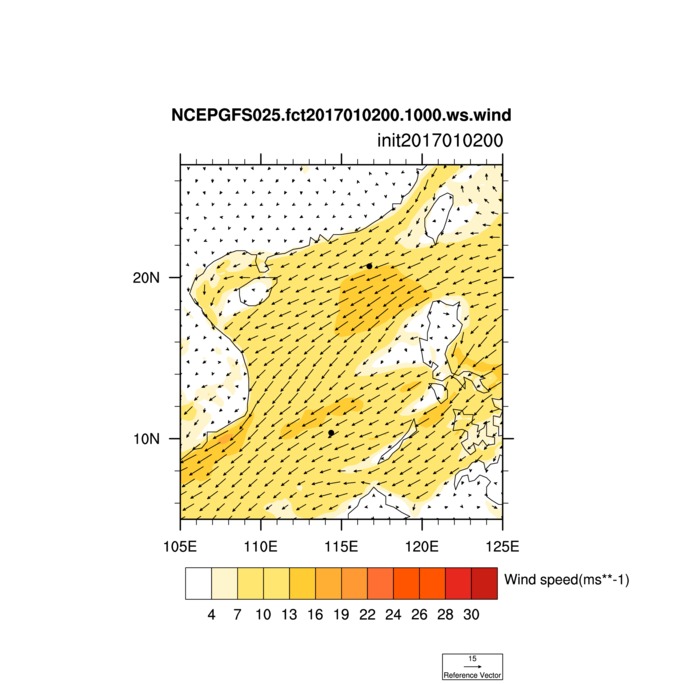 NCEPGFS025.fct2017010200.1000.ws.wind
init2017010200
20N
10N
105E 110E 115E 120E 125E
Wind speed(ms**-1)
4 7 10 13 16 19 22 24 26 28 30
15
Reference Vector